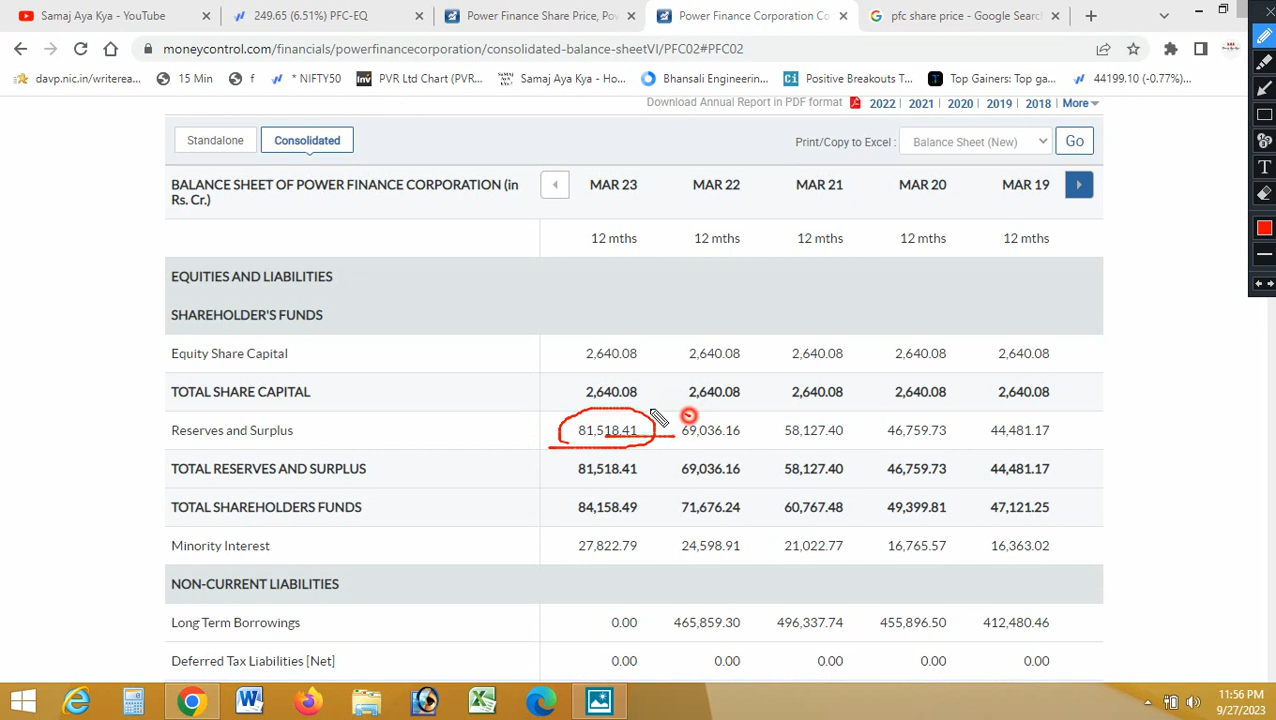 Samaj Aya Kya - YouTube
249.65 (6.51%) PFC-EQ
Power Finance Share Price, Pow
Power Finance Corporation Co
pfc share price - Google Search
moneycontrol.com/financials/powerfinancecorporation/consolidated-balance-sheetVI/PFC02#PFC02
davp.nic.in/writerea...
15 Min
f
* NIFTY50
PVR Ltd Chart (PVR...
Samajh Aya Kya - Ho...
Bhansali Engineerin...
Price Breakouts T...
Top Games: Top ga...
44199.10 (-0.77%)...
Download Annual Report in PDF format 2022 2021 2020 2019 2018 More
Standalone Consolidated Print/Copy to Excel : Balance Sheet (New) Go
BALANCE SHEET OF POWER FINANCE CORPORATION (in Rs. Cr.) MAR 23 MAR 22 MAR 21 MAR 20 MAR 19
12 mths 12 mths 12 mths 12 mths 12 mths
EQUITIES AND LIABILITIES
SHAREHOLDER'S FUNDS
Equity Share Capital 2,640.08 2,640.08 2,640.08 2,640.08 2,640.08
TOTAL SHARE CAPITAL 2,640.08 2,640.08 2,640.08 2,640.08 2,640.08
Reserves and Surplus 81,518.41 69,036.16 58,127.40 46,759.73 44,481.17
TOTAL RESERVES AND SURPLUS 81,518.41 69,036.16 58,127.40 46,759.73 44,481.17
TOTAL SHAREHOLDERS FUNDS 84,158.49 71,676.24 60,767.48 49,399.81 47,121.25
Minority Interest 27,822.79 24,598.91 21,022.77 16,765.57 16,363.02
NON-CURRENT LIABILITIES
Long Term Borrowings 0.00 465,859.30 496,337.74 455,896.50 412,480.46
Deferred Tax Liabilities [Net] 0.00 0.00 0.00 0.00 0.00
11:56 PM
9/27/2023